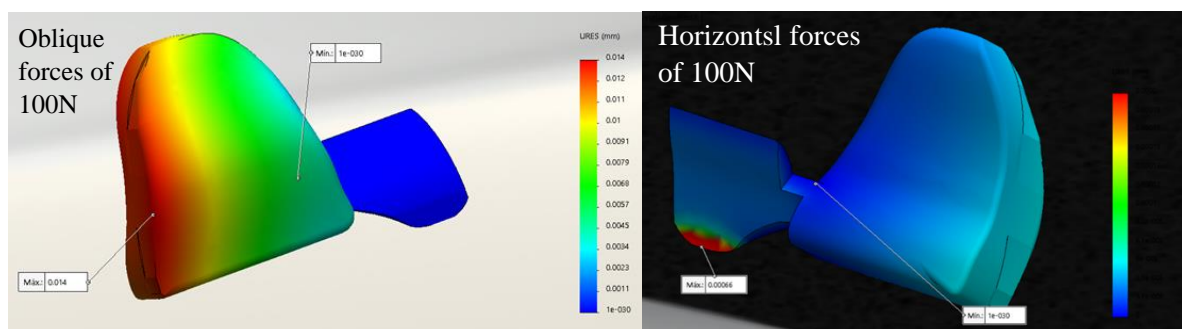 Oblique
forces of
100N
Mín.: 1e-030
Máx.: 0.014
URES (mm)
0.014
0.012
0.011
0.01
0.0091
0.0079
0.0068
0.0057
0.0045
0.0034
0.0023
0.0011
1e-030
Horizontsl forces
of 100N
Máx.: 0.00066
Mín.: 1e-030